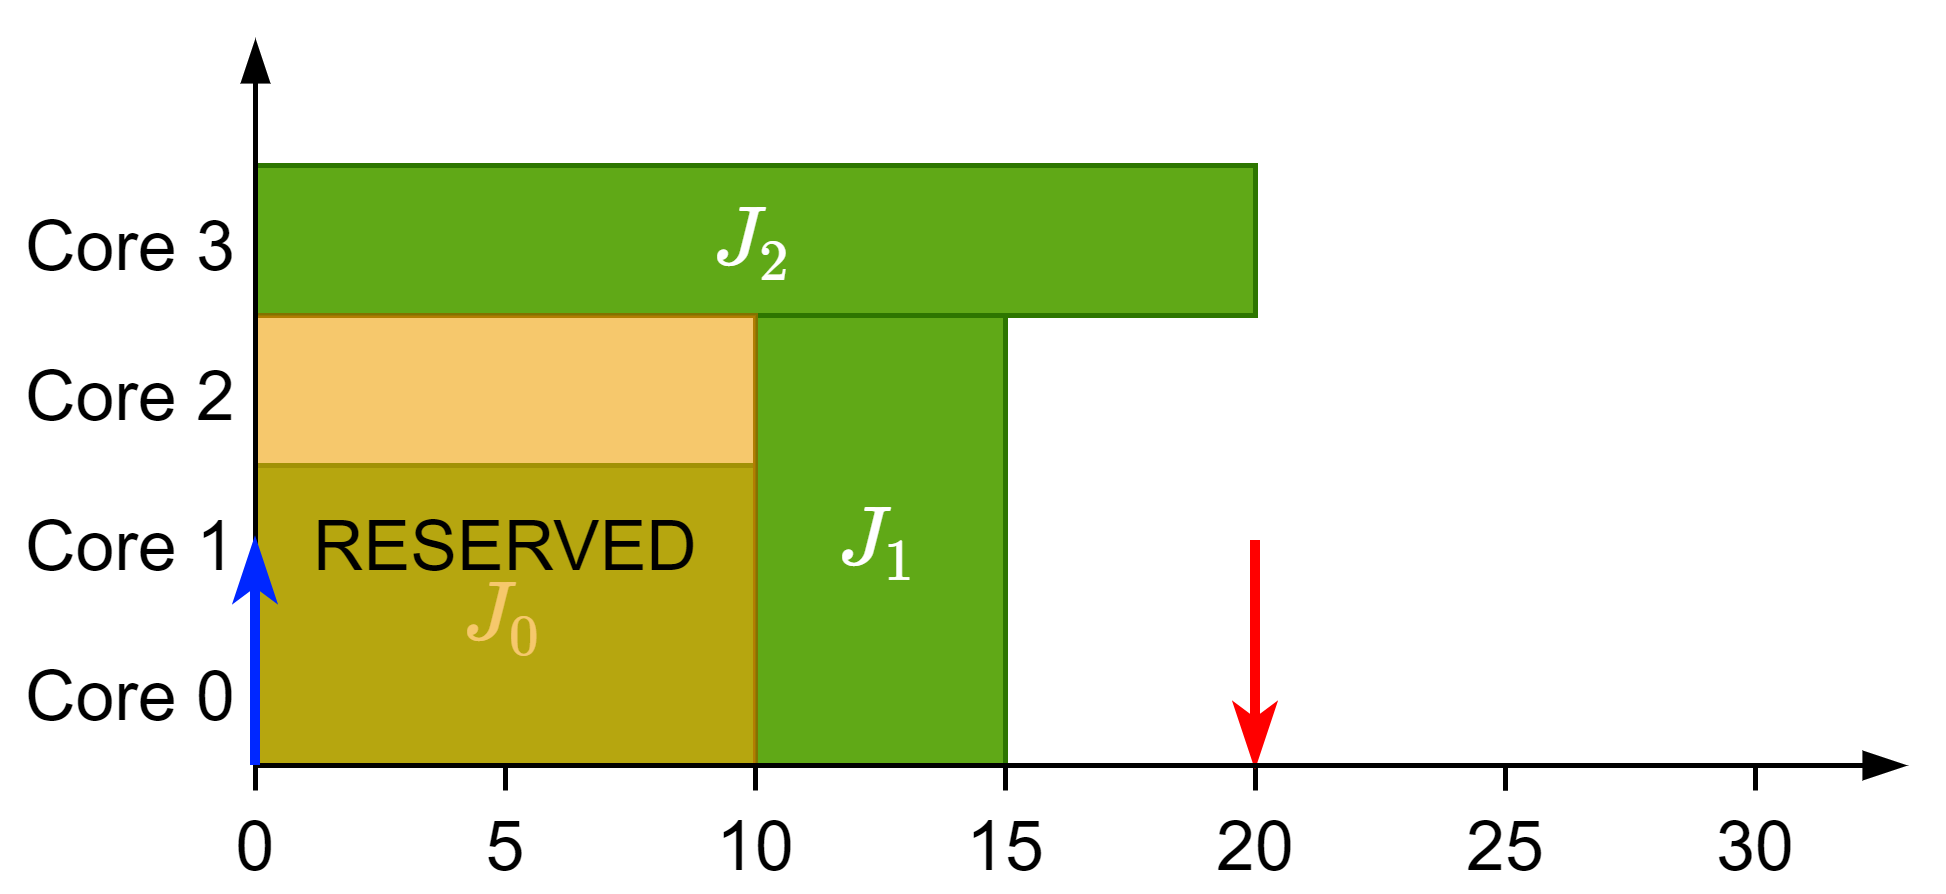 Core 3
J₂
Core 2
Core 1
RESERVED
J₁
J₀
Core 0
0 5 10 15 20 25 30